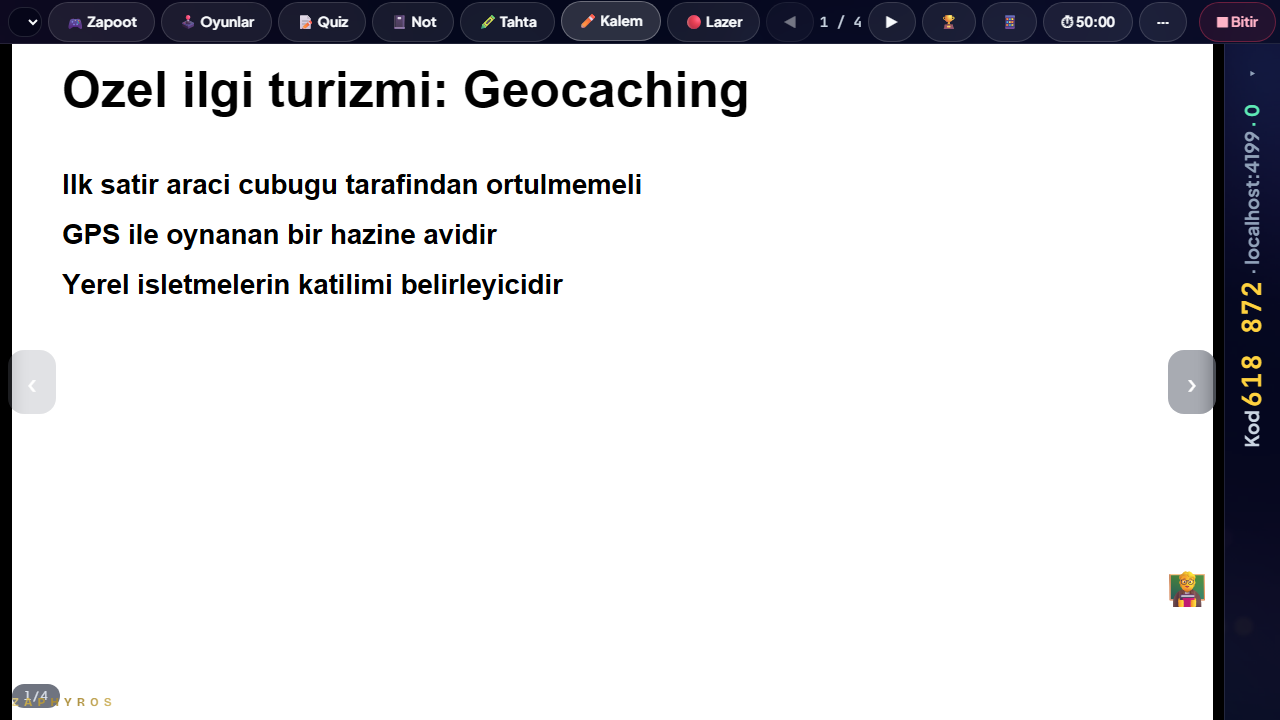 Zapoot Oyunlar Quiz Not Tahta Kalem Lazer 1 / 4 50:00 --- Bitir
Ozel ilgi turizmi: Geocaching
Ilk satir araci cubugu tarafindan ortulmemeli
GPS ile oynanan bir hazine avidir
Yerel isletmelerin katilimi belirleyicidir
Kod 618 872 · localhost:4199 · 0
1/4
ZAPHYROS